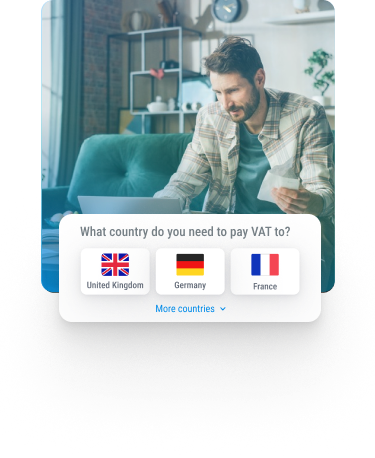 What country do you need to pay VAT to?
United Kingdom
Germany
France
More countries